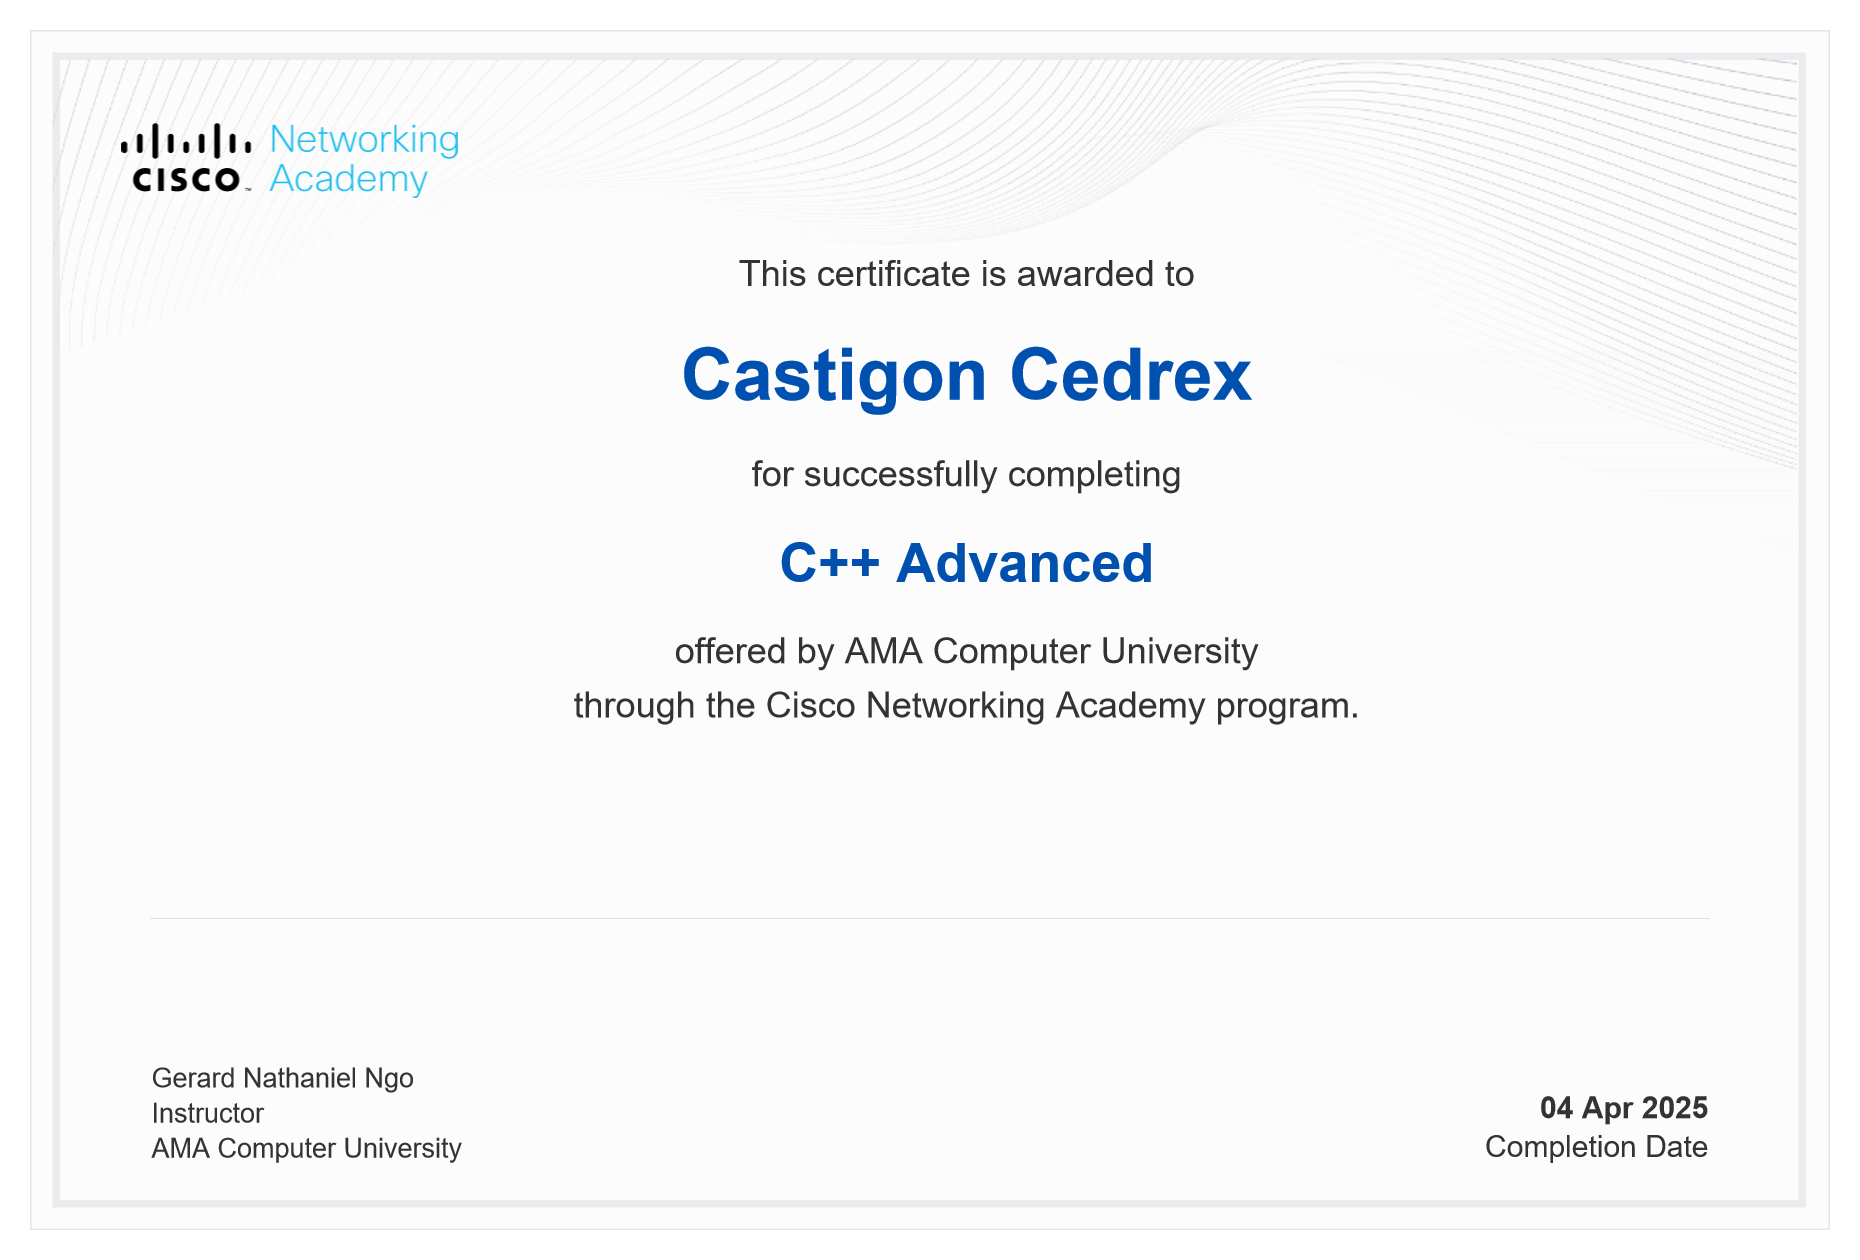 Networking
Academy
CISCO™
This certificate is awarded to
Castigon Cedrex
for successfully completing
C++ Advanced
offered by AMA Computer University
through the Cisco Networking Academy program.
Gerard Nathaniel Ngo
Instructor
AMA Computer University
04 Apr 2025
Completion Date